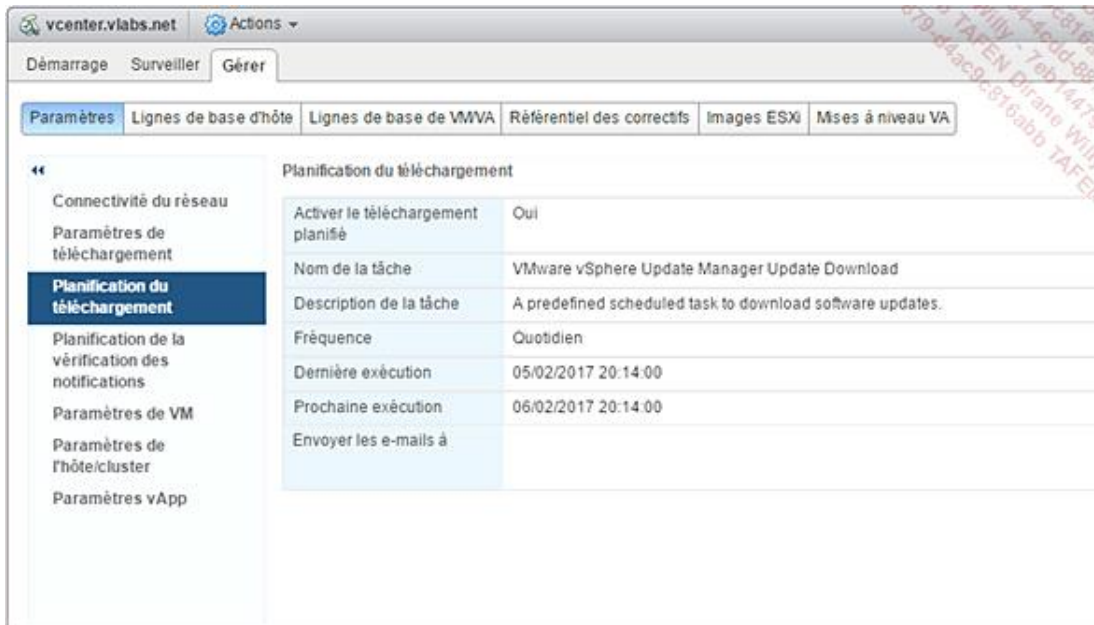 vcenter.vlabs.net Actions
Démarrage Surveiller Gérer
Paramètres Lignes de base d'hôte Lignes de base de VM/VA Référentiel des correctifs Images ESXi Mises à niveau VA
Connectivité du réseau
Paramètres de
téléchargement
Planification du
téléchargement
Planification de la
vérification des
notifications
Paramètres de VM
Paramètres de
l'hôte/cluster
Paramètres vApp
Planification du téléchargement
Activer le téléchargement
planifié
Oui
Nom de la tâche VMware vSphere Update Manager Update Download
Description de la tâche A predefined scheduled task to download software updates.
Fréquence Quotidien
Dernière exécution 05/02/2017 20:14:00
Prochaine exécution 06/02/2017 20:14:00
Envoyer les e-mails à